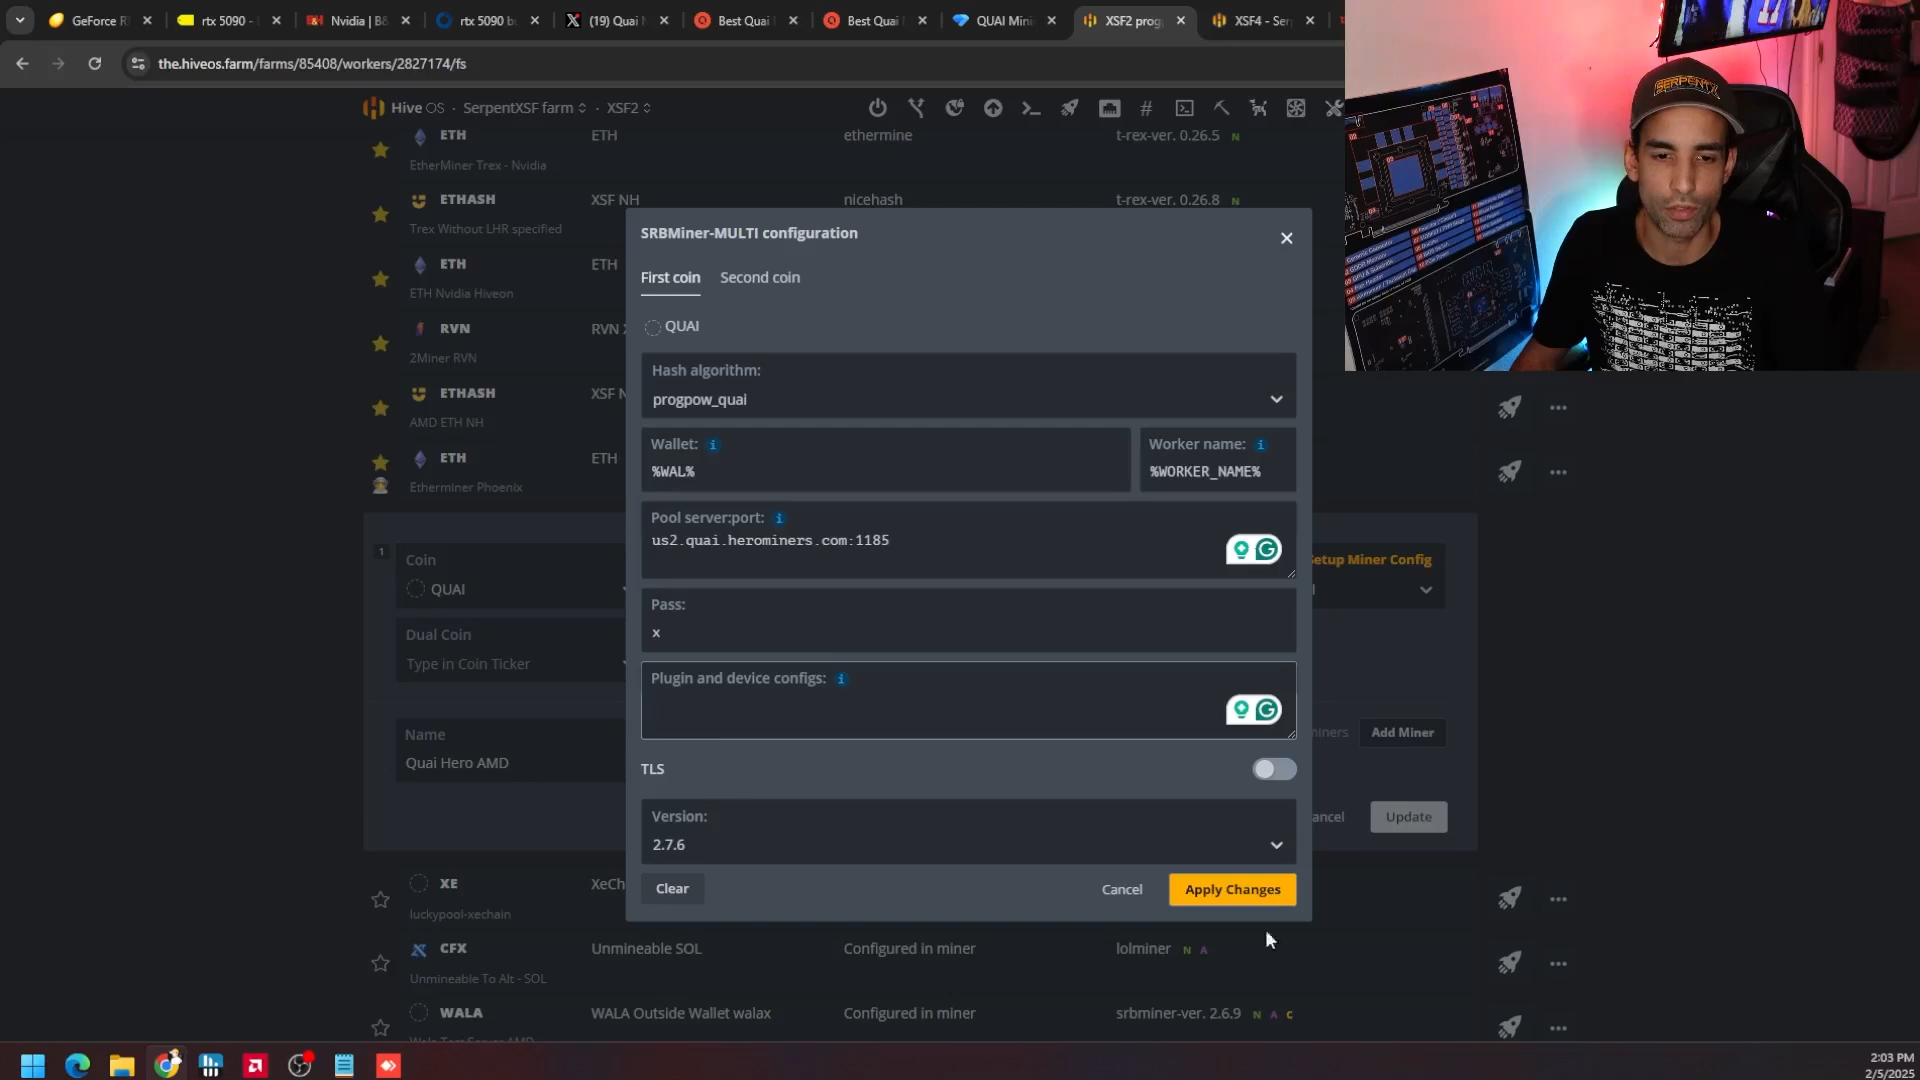 GeForce R
rtx 5090 -
Nvidia | B&
rtx 5090 b
(19) Quai
Best Quai
Best Quai
QUAI Mini
XSF2 prog
XSF4 - Ser
the.hiveos.farm/farms/85408/workers/2827174/fs
Hive OS · SerpentXSF farm · XSF2
ETH ETH ethermine t-rex-ver. 0.26.5 N
EtherMiner Trex - Nvidia
ETHASH XSF NH nicehash t-rex-ver. 0.26.8 N
Trex Without LHR specified
ETH ETH
ETH Nvidia Hiveon
RVN RVN
2Miner RVN
ETHASH XSF N
AMD ETH NH
ETH ETH
Etherminer Phoenix
SRBMiner-MULTI configuration
First coin Second coin
QUAI
Hash algorithm:
progpow_quai
Wallet: i
%WAL%
Worker name: i
%WORKER_NAME%
Pool server:port: i
us2.quai.herominers.com:1185
Pass:
x
Plugin and device configs: i
TLS
Version:
2.7.6
Clear Cancel Apply Changes
1
Coin
QUAI
Setup Miner Config
Dual Coin
Type in Coin Ticker
Name
Quai Hero AMD
miners Add Miner
ancel Update
XE XeCh
luckypool-xechain
CFX Unmineable SOL Configured in miner lolminer N A
Unmineable To Alt - SOL
WALA WALA Outside Wallet walax Configured in miner srbminer-ver. 2.6.9 N A C
SERPENTX
2:03 PM
2/5/2025